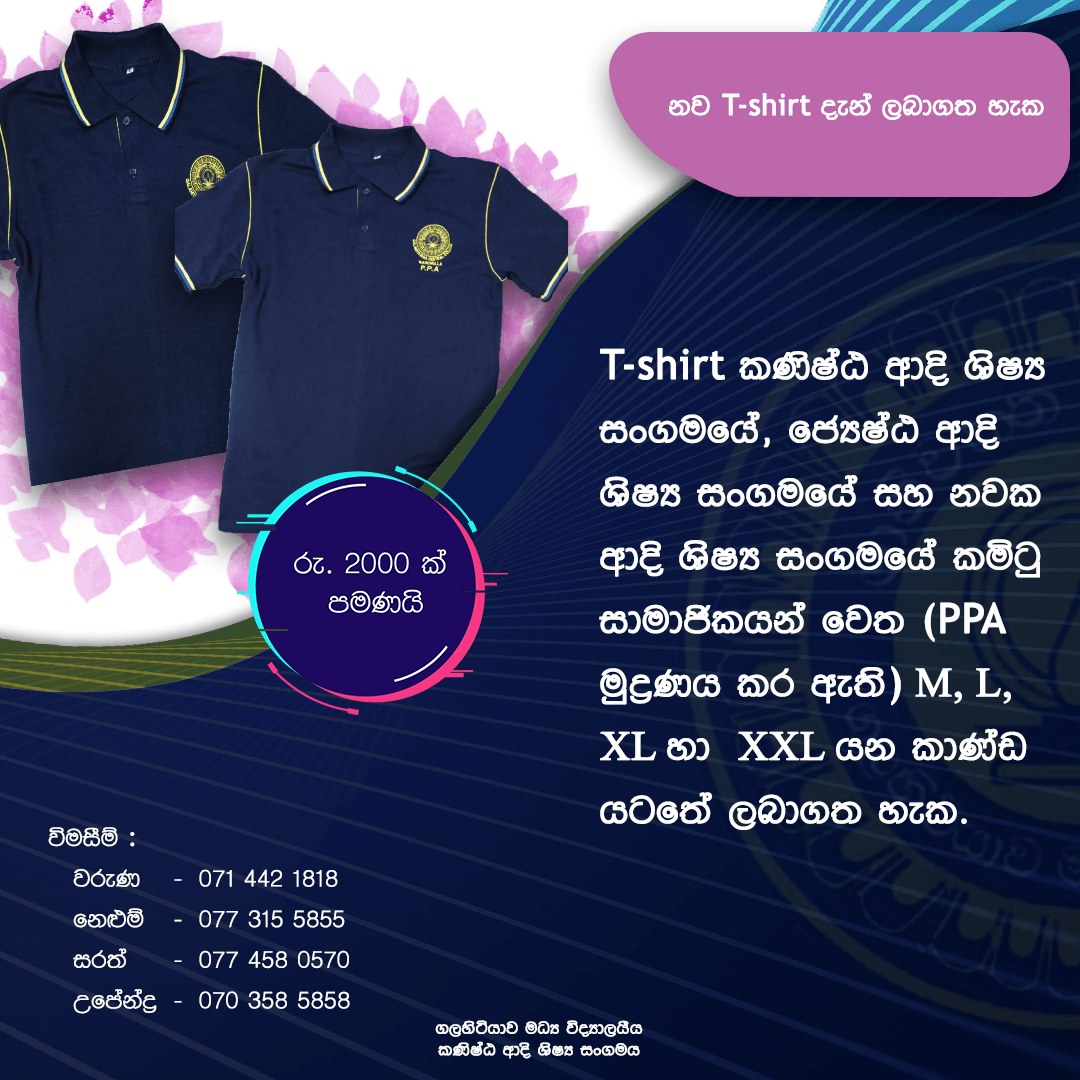 නව T-shirt දැන් ලබාගත හැක
P.P.A
T-shirt කණිෂ්ඨ ආදි ශිෂ්‍ය
සංගමයේ, ජ්‍යෙෂ්ඨ ආදි
ශිෂ්‍ය සංගමයේ සහ නවක
ආදි ශිෂ්‍ය සංගමයේ කමිටු
සාමාජිකයන් වෙත (PPA
මුද්‍රණය කර ඇති) M, L,
XL හා XXL යන කාණ්ඩ
යටතේ ලබාගත හැක.
රු. 2000 ක්
පමණයි
විමසීම් :
වරුණ - 071 442 1818
නෙළුම් - 077 315 5855
සරත් - 077 458 0570
උපේන්ද්‍ර - 070 358 5858
ගලහිටියාව මධ්‍ය විද්‍යාලයීය
කණිෂ්ඨ ආදි ශිෂ්‍ය සංගමය